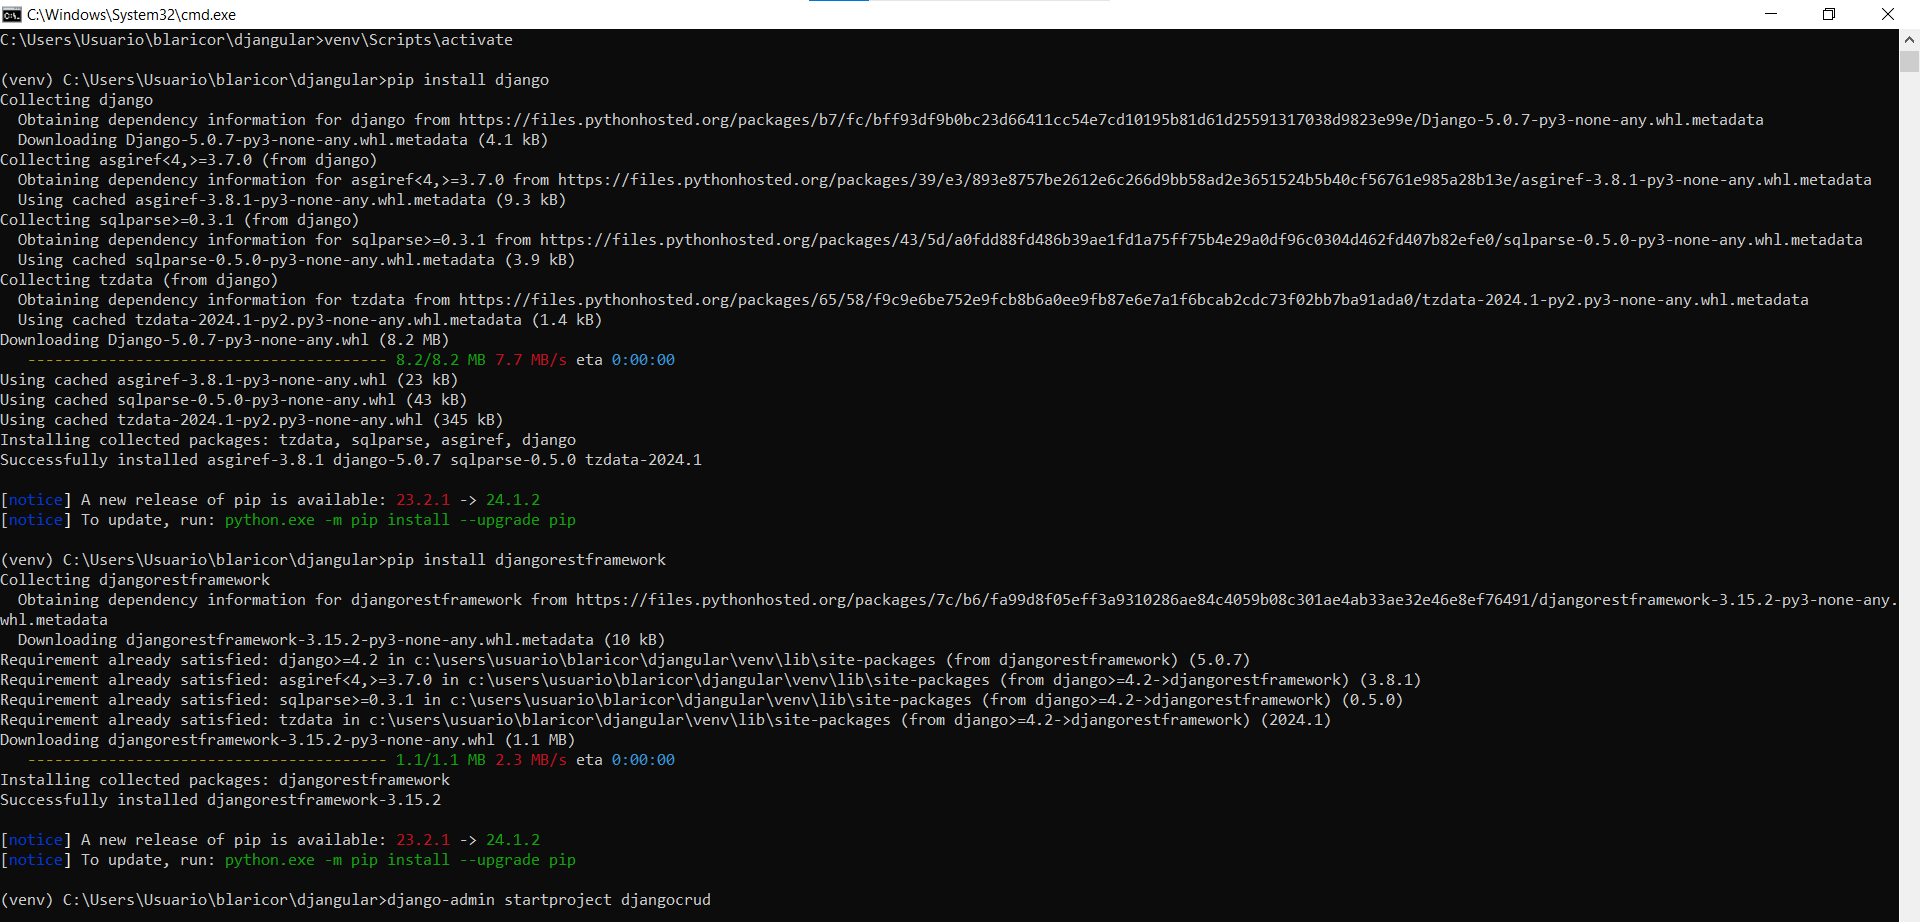 C:\Windows\System32\cmd.exe
C:\Users\Usuario\blaricor\djangular>venv\Scripts\activate
(venv) C:\Users\Usuario\blaricor\djangular>pip install django
Collecting django
  Obtaining dependency information for django from https://files.pythonhosted.org/packages/b7/fc/bff93df9b0bc23d66411cc54e7cd10195b81d61d25591317038d9823e99e/Django-5.0.7-py3-none-any.whl.metadata
  Downloading Django-5.0.7-py3-none-any.whl.metadata (4.1 kB)
Collecting asgiref<4,>=3.7.0 (from django)
  Obtaining dependency information for asgiref<4,>=3.7.0 from https://files.pythonhosted.org/packages/39/e3/893e8757be2612e6c266d9bb58ad2e3651524b5b40cf56761e985a28b13e/asgiref-3.8.1-py3-none-any.whl.metadata
  Using cached asgiref-3.8.1-py3-none-any.whl.metadata (9.3 kB)
Collecting sqlparse>=0.3.1 (from django)
  Obtaining dependency information for sqlparse>=0.3.1 from https://files.pythonhosted.org/packages/43/5d/a0fdd88fd486b39ae1fd1a75ff75b4e29a0df96c0304d462fd407b82efe0/sqlparse-0.5.0-py3-none-any.whl.metadata
  Using cached sqlparse-0.5.0-py3-none-any.whl.metadata (3.9 kB)
Collecting tzdata (from django)
  Obtaining dependency information for tzdata from https://files.pythonhosted.org/packages/65/58/f9c9e6be752e9fcb8b6a0ee9fb87e6e7a1f6bcab2cdc73f02bb7ba91ada0/tzdata-2024.1-py2.py3-none-any.whl.metadata
  Using cached tzdata-2024.1-py2.py3-none-any.whl.metadata (1.4 kB)
Downloading Django-5.0.7-py3-none-any.whl (8.2 MB)
   ---------------------------------------- 8.2/8.2 MB 7.7 MB/s eta 0:00:00
Using cached asgiref-3.8.1-py3-none-any.whl (23 kB)
Using cached sqlparse-0.5.0-py3-none-any.whl (43 kB)
Using cached tzdata-2024.1-py2.py3-none-any.whl (345 kB)
Installing collected packages: tzdata, sqlparse, asgiref, django
Successfully installed asgiref-3.8.1 django-5.0.7 sqlparse-0.5.0 tzdata-2024.1
[notice] A new release of pip is available: 23.2.1 -> 24.1.2
[notice] To update, run: python.exe -m pip install --upgrade pip
(venv) C:\Users\Usuario\blaricor\djangular>pip install djangorestframework
Collecting djangorestframework
  Obtaining dependency information for djangorestframework from https://files.pythonhosted.org/packages/7c/b6/fa99d8f05eff3a9310286ae84c4059b08c301ae4ab33ae32e46e8ef76491/djangorestframework-3.15.2-py3-none-any.
whl.metadata
  Downloading djangorestframework-3.15.2-py3-none-any.whl.metadata (10 kB)
Requirement already satisfied: django>=4.2 in c:\users\usuario\blaricor\djangular\venv\lib\site-packages (from djangorestframework) (5.0.7)
Requirement already satisfied: asgiref<4,>=3.7.0 in c:\users\usuario\blaricor\djangular\venv\lib\site-packages (from django>=4.2->djangorestframework) (3.8.1)
Requirement already satisfied: sqlparse>=0.3.1 in c:\users\usuario\blaricor\djangular\venv\lib\site-packages (from django>=4.2->djangorestframework) (0.5.0)
Requirement already satisfied: tzdata in c:\users\usuario\blaricor\djangular\venv\lib\site-packages (from django>=4.2->djangorestframework) (2024.1)
Downloading djangorestframework-3.15.2-py3-none-any.whl (1.1 MB)
   ---------------------------------------- 1.1/1.1 MB 2.3 MB/s eta 0:00:00
Installing collected packages: djangorestframework
Successfully installed djangorestframework-3.15.2
[notice] A new release of pip is available: 23.2.1 -> 24.1.2
[notice] To update, run: python.exe -m pip install --upgrade pip
(venv) C:\Users\Usuario\blaricor\djangular>django-admin startproject djangocrud